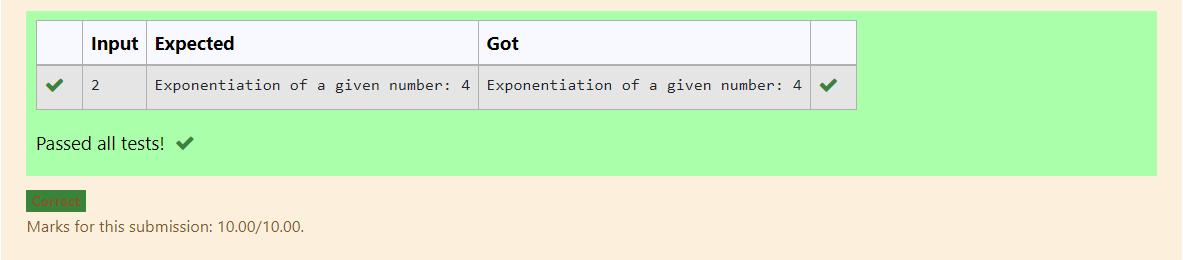 Input Expected Got
2 Exponentiation of a given number: 4 Exponentiation of a given number: 4
Passed all tests!
Correct
Marks for this submission: 10.00/10.00.